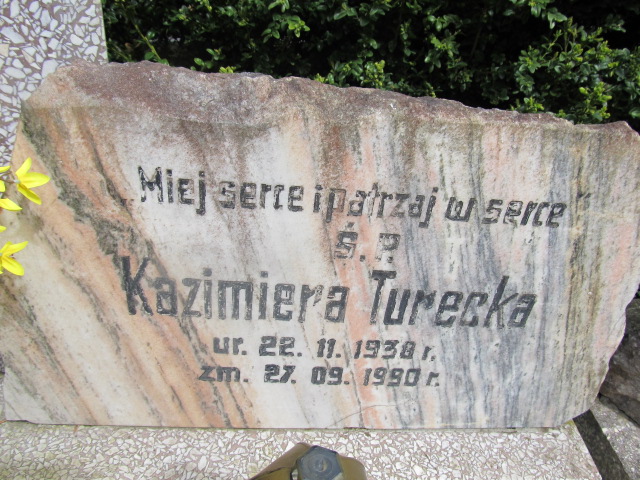 Miej serce i patrzaj w serce
Ś.P.
Kazimiera Turecka
ur. 22. 11. 1938 r.
zm. 27. 09. 1990 r.